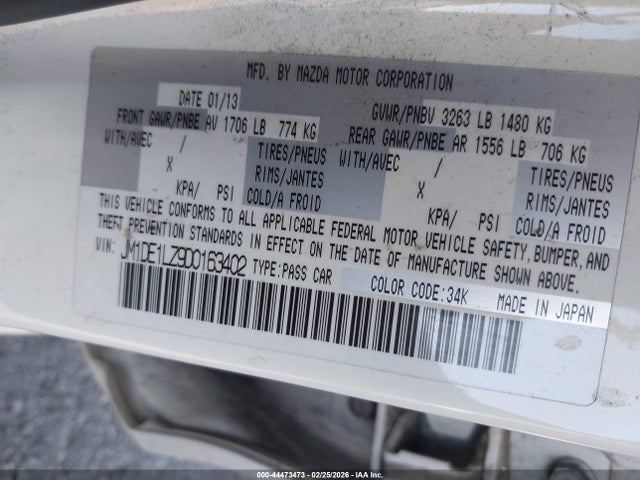 MFD. BY MAZDA MOTOR CORPORATION
DATE 01/13 GVWR/PNBV 3263 LB 1480 KG
FRONT GAWR/PNBE AV 1706 LB 774 KG REAR GAWR/PNBE AR 1556 LB 706 KG
WITH/AVEC / TIRES/PNEUS WITH/AVEC / TIRES/PNEUS
X RIMS/JANTES X RIMS/JANTES
KPA/ PSI COLD/A FROID KPA/ PSI COLD/A FROID
THIS VEHICLE CONFORMS TO ALL APPLICABLE FEDERAL MOTOR VEHICLE SAFETY, BUMPER, AND
THEFT PREVENTION STANDARDS IN EFFECT ON THE DATE OF MANUFACTURE SHOWN ABOVE.
VIN: JM1DE1LZ9D0163402 TYPE:PASS CAR COLOR CODE:34K MADE IN JAPAN
000-44473473 - 02/25/2026 - IAA Inc.